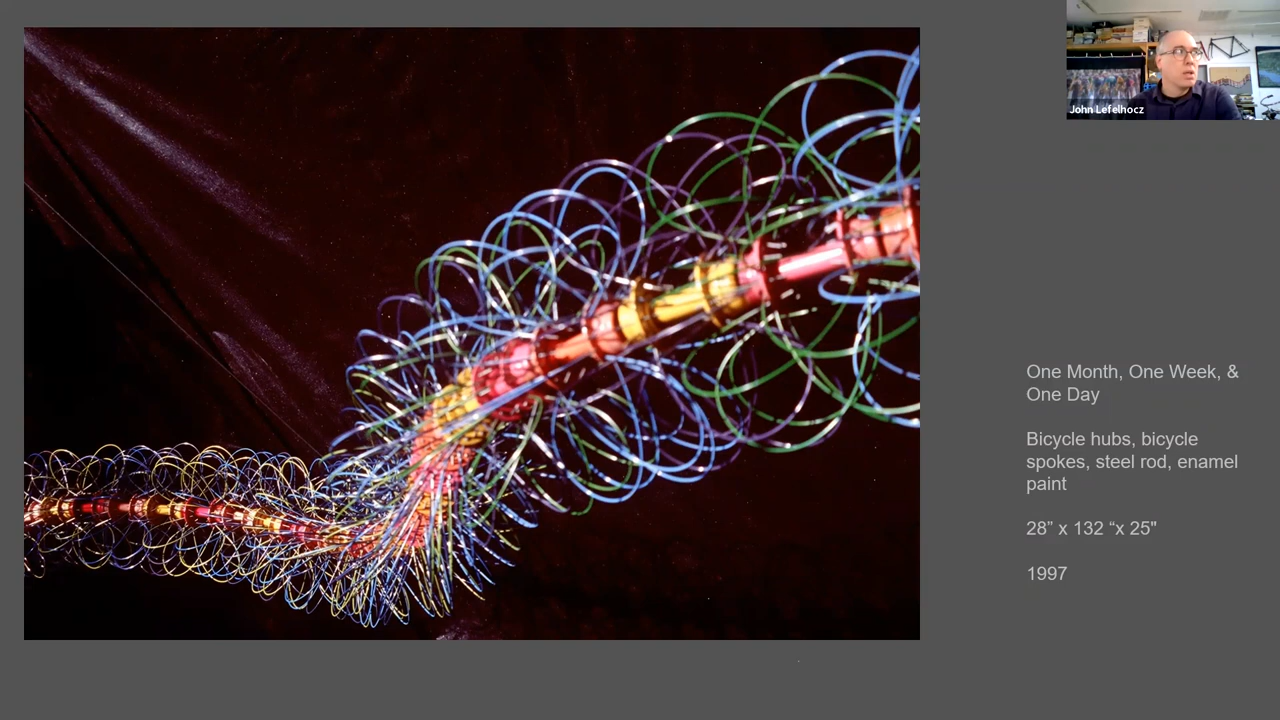 John Lefelhocz
One Month, One Week, &
One Day
Bicycle hubs, bicycle
spokes, steel rod, enamel
paint
28” x 132 “x 25"
1997